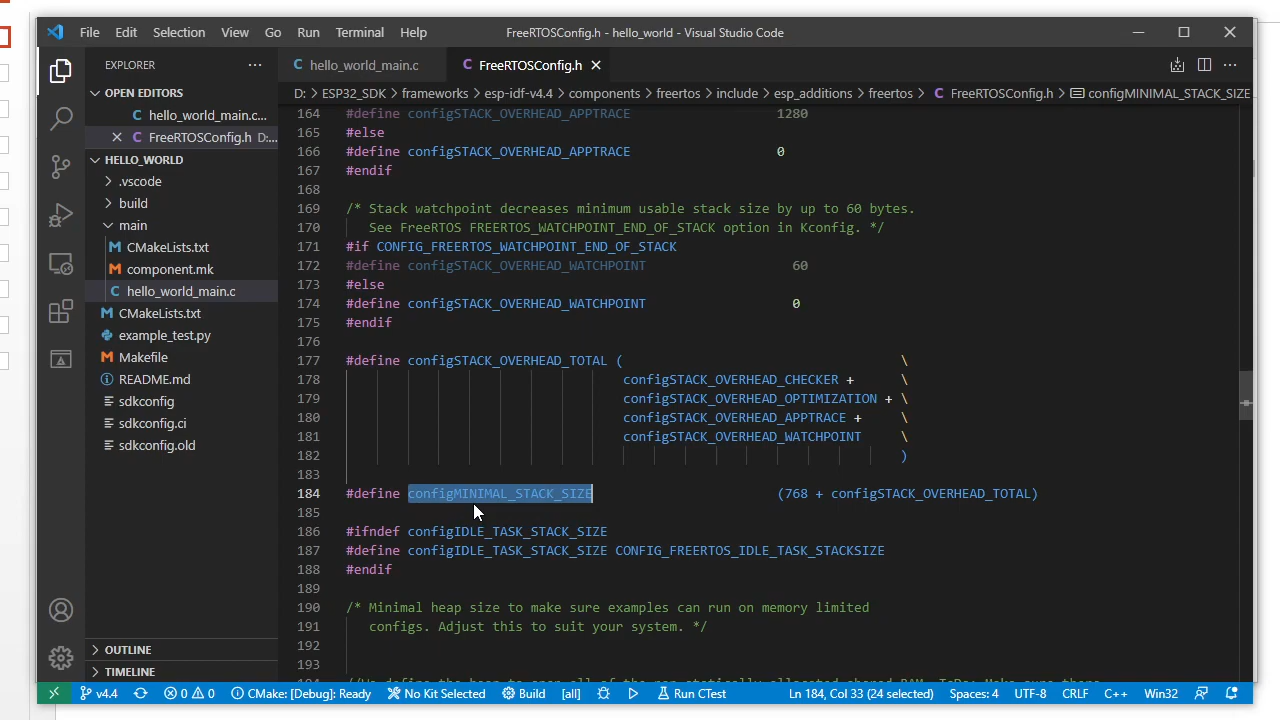 File Edit Selection View Go Run Terminal Help FreeRTOSConfig.h - hello_world - Visual Studio Code
EXPLORER ...
hello_world_main.c FreeRTOSConfig.h
D: > ESP32_SDK > frameworks > esp-idf-v4.4 > components > freertos > include > esp_additions > freertos > C FreeRTOSConfig.h > configMINIMAL_STACK_SIZE
OPEN EDITORS
C hello_world_main.c...
C FreeRTOSConfig.h D:...
HELLO_WORLD
.vscode
build
main
M CMakeLists.txt
M component.mk
C hello_world_main.c
M CMakeLists.txt
example_test.py
M Makefile
README.md
sdkconfig
sdkconfig.ci
sdkconfig.old
OUTLINE
TIMELINE
164 #define configSTACK_OVERHEAD_APPTRACE 1280
165 #else
166 #define configSTACK_OVERHEAD_APPTRACE 0
167 #endif
168
169 /* Stack watchpoint decreases minimum usable stack size by up to 60 bytes.
170 See FreeRTOS FREERTOS_WATCHPOINT_END_OF_STACK option in Kconfig. */
171 #if CONFIG_FREERTOS_WATCHPOINT_END_OF_STACK
172 #define configSTACK_OVERHEAD_WATCHPOINT 60
173 #else
174 #define configSTACK_OVERHEAD_WATCHPOINT 0
175 #endif
176
177 #define configSTACK_OVERHEAD_TOTAL ( \
178 configSTACK_OVERHEAD_CHECKER + \
179 configSTACK_OVERHEAD_OPTIMIZATION + \
180 configSTACK_OVERHEAD_APPTRACE + \
181 configSTACK_OVERHEAD_WATCHPOINT \
182 )
183
184 #define configMINIMAL_STACK_SIZE (768 + configSTACK_OVERHEAD_TOTAL)
185
186 #ifndef configIDLE_TASK_STACK_SIZE
187 #define configIDLE_TASK_STACK_SIZE CONFIG_FREERTOS_IDLE_TASK_STACKSIZE
188 #endif
189
190 /* Minimal heap size to make sure examples can run on memory limited
191 configs. Adjust this to suit your system. */
192
193
v4.4 0 0 CMake: [Debug]: Ready No Kit Selected Build [all] Run CTest Ln 184, Col 33 (24 selected) Spaces: 4 UTF-8 CRLF C++ Win32